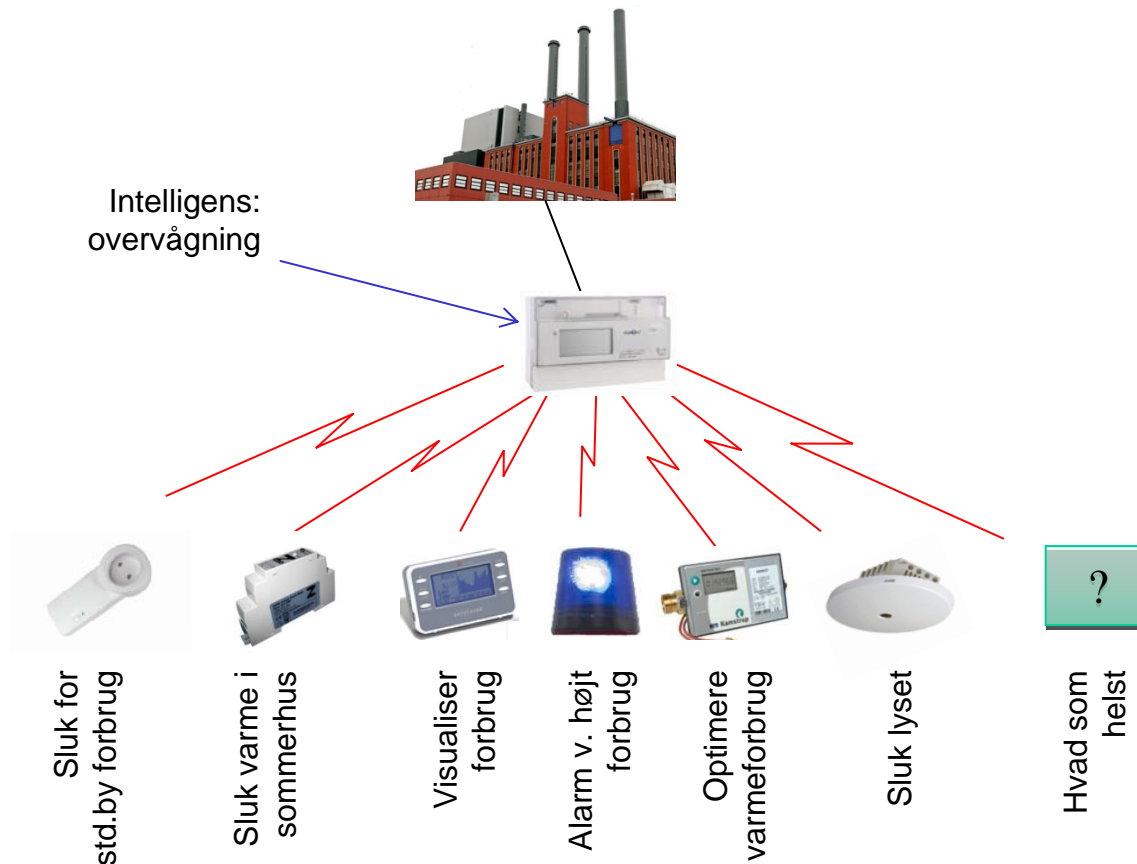 Intelligens:
overvågning
Sluk for
std.by forbrug
Sluk varme i
sommerhus
Visualiser
forbrug
Alarm v. højt
forbrug
Kamstrup
Optimere
varmeforbrug
Sluk lyset
?
Hvad som
helst